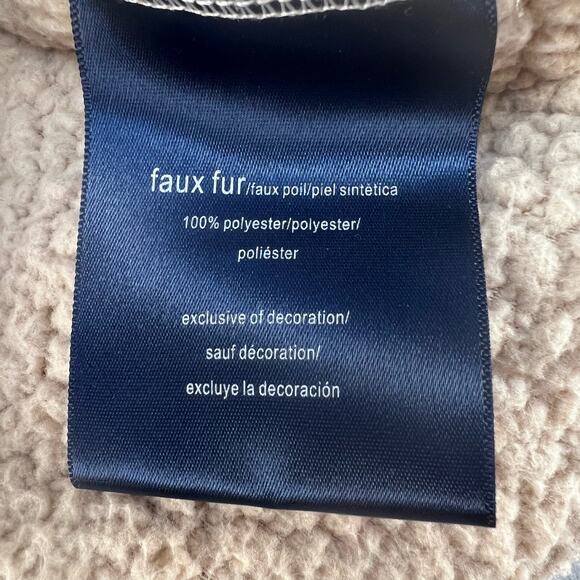 faux fur/faux poil/piel sintética
100% polyester/polyester/
poliéster
exclusive of decoration/
sauf décoration/
excluye la decoración